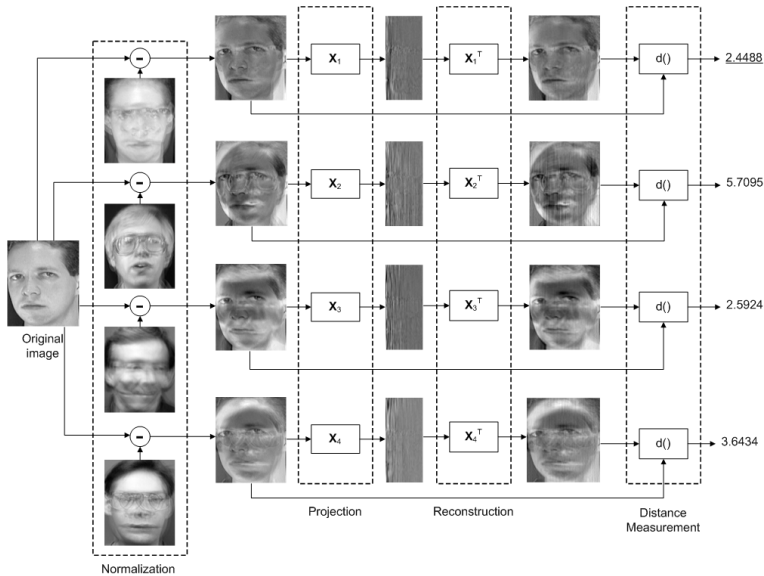 -
X1
X1T
d()
2.4488
-
X2
X2T
d()
5.7095
-
X3
X3T
d()
2.5924
Original
image
-
X4
X4T
d()
3.6434
Projection
Reconstruction
Distance
Measurement
Normalization